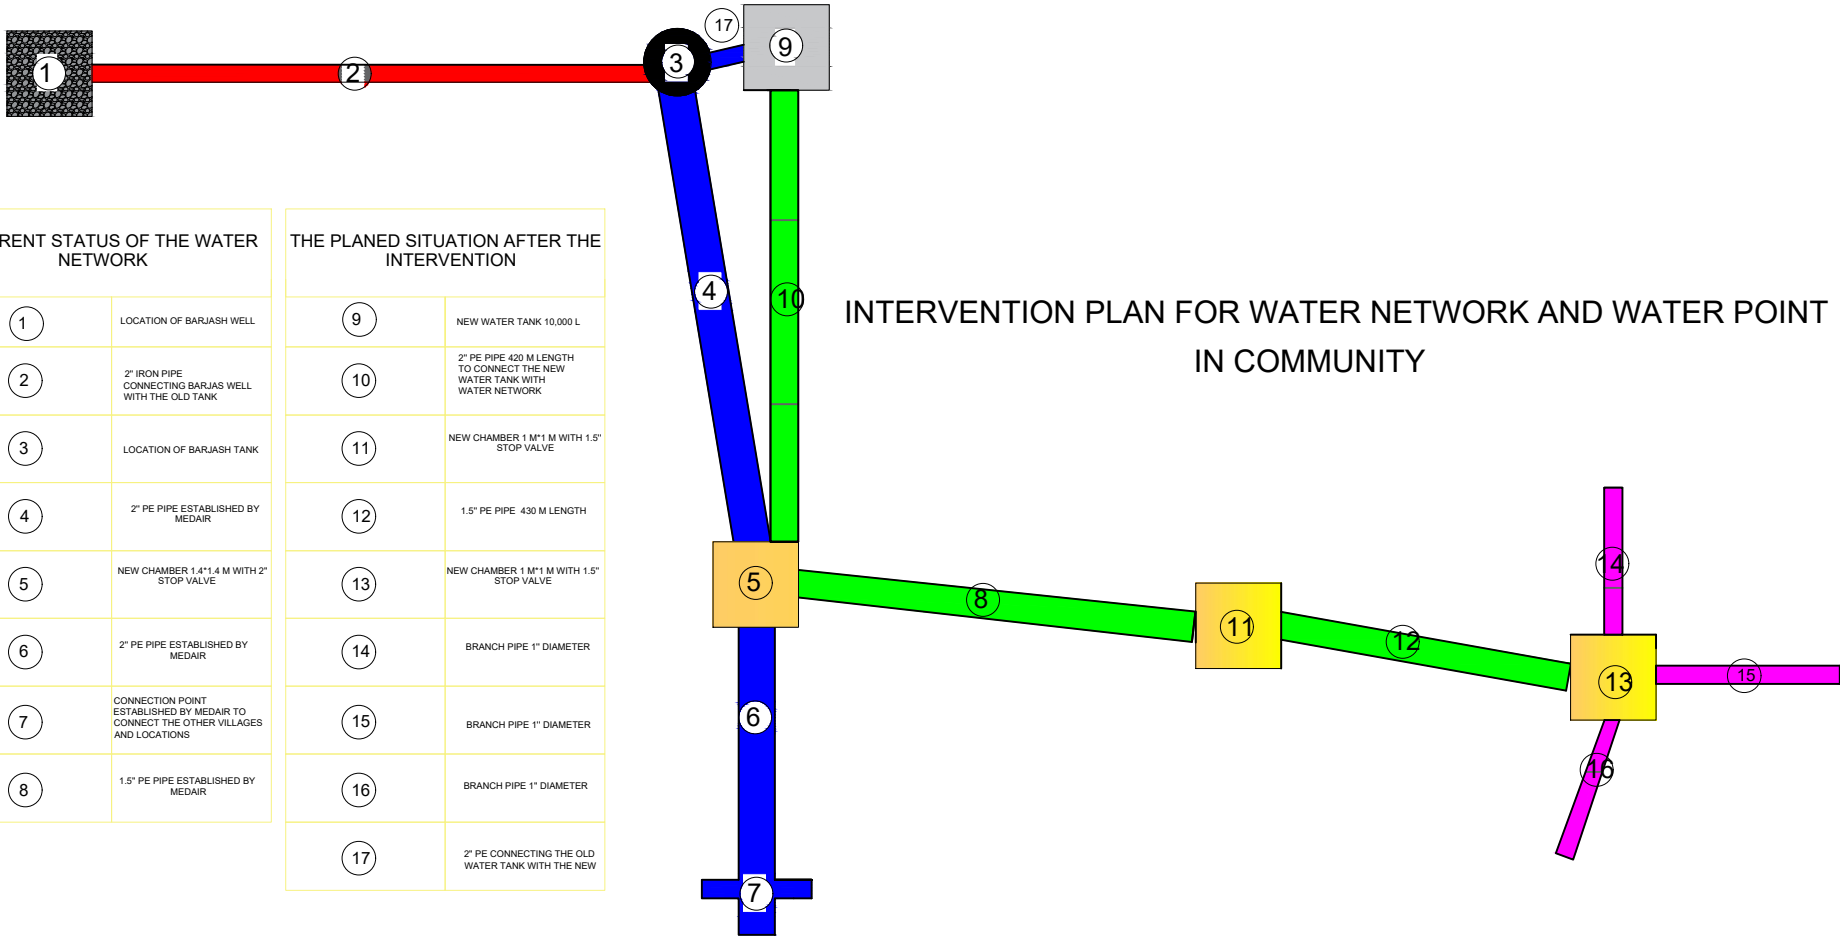 1
2
3
17
9
4
10
INTERVENTION PLAN FOR WATER NETWORK AND WATER POINT
IN COMMUNITY
5
8
11
12
13
14
15
16
6
7
RENT STATUS OF THE WATER
NETWORK
1
LOCATION OF BARJASH WELL
2
2" IRON PIPE
CONNECTING BARJAS WELL
WITH THE OLD TANK
3
LOCATION OF BARJASH TANK
4
2" PE PIPE ESTABLISHED BY
MEDAIR
5
NEW CHAMBER 1.4*1.4 M WITH 2"
STOP VALVE
6
2" PE PIPE ESTABLISHED BY
MEDAIR
7
CONNECTION POINT
ESTABLISHED BY MEDAIR TO
CONNECT THE OTHER VILLAGES
AND LOCATIONS
8
1.5" PE PIPE ESTABLISHED BY
MEDAIR
THE PLANED SITUATION AFTER THE
INTERVENTION
9
NEW WATER TANK 10,000 L
10
2" PE PIPE 420 M LENGTH
TO CONNECT THE NEW
WATER TANK WITH
WATER NETWORK
11
NEW CHAMBER 1 M*1 M WITH 1.5"
STOP VALVE
12
1.5" PE PIPE 430 M LENGTH
13
NEW CHAMBER 1 M*1 M WITH 1.5"
STOP VALVE
14
BRANCH PIPE 1" DIAMETER
15
BRANCH PIPE 1" DIAMETER
16
BRANCH PIPE 1" DIAMETER
17
2" PE CONNECTING THE OLD
WATER TANK WITH THE NEW